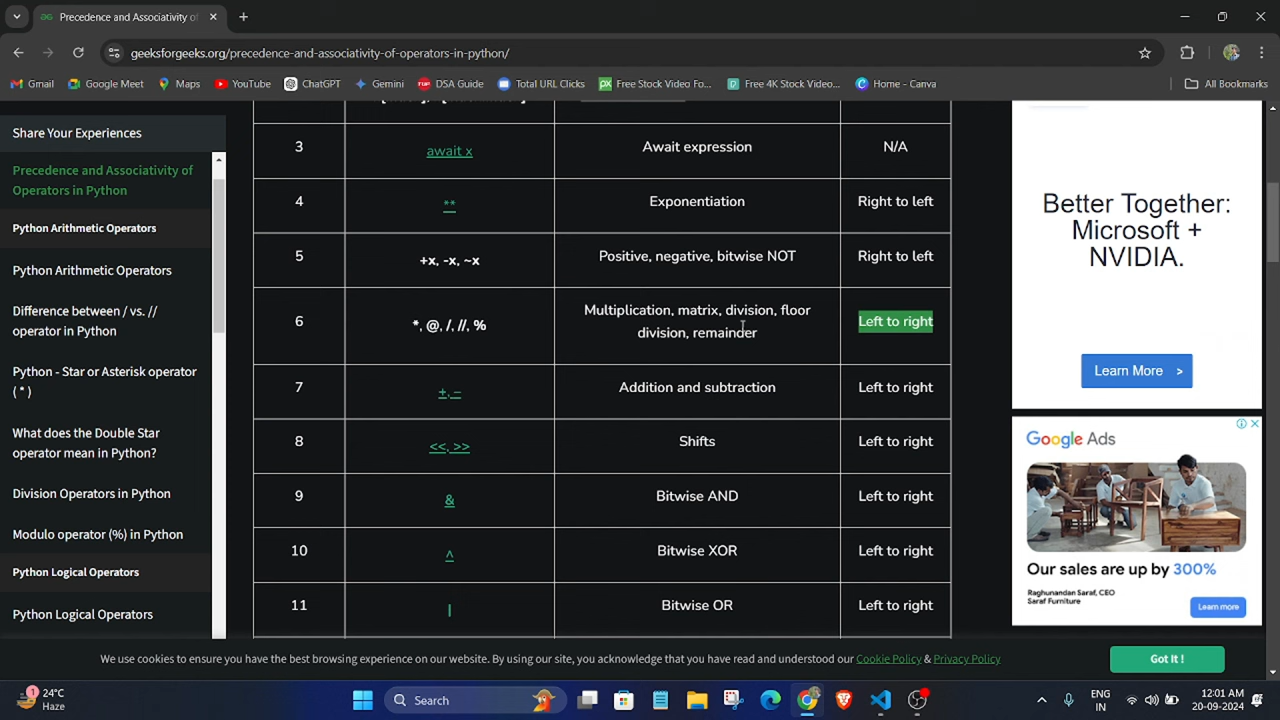 Precedence and Associativity of
geeksforgeeks.org/precedence-and-associativity-of-operators-in-python/
Gmail
Google Meet
Maps
YouTube
ChatGPT
Gemini
DSA Guide
Total URL Clicks
Free Stock Video Fo...
Free 4K Stock Video...
Home - Canva
All Bookmarks
Share Your Experiences
Precedence and Associativity of
Operators in Python
Python Arithmetic Operators
Python Arithmetic Operators
Difference between / vs. //
operator in Python
Python - Star or Asterisk operator
( * )
What does the Double Star
operator mean in Python?
Division Operators in Python
Modulo operator (%) in Python
Python Logical Operators
Python Logical Operators
3 await x Await expression N/A
4 ** Exponentiation Right to left
5 +x, -x, ~x Positive, negative, bitwise NOT Right to left
6 *, @, /, //, % Multiplication, matrix, division, floor
division, remainder Left to right
7 +, – Addition and subtraction Left to right
8 <<, >> Shifts Left to right
9 & Bitwise AND Left to right
10 ^ Bitwise XOR Left to right
11 | Bitwise OR Left to right
Better Together:
Microsoft +
NVIDIA.
Learn More >
Google Ads
Our sales are up by 300%
Raghunandan Saraf, CEO
Saraf Furniture
Learn more
We use cookies to ensure you have the best browsing experience on our website. By using our site, you acknowledge that you have read and understood our Cookie Policy & Privacy Policy
Got It !
24°C
Haze
Search
ENG
IN
12:01 AM
20-09-2024